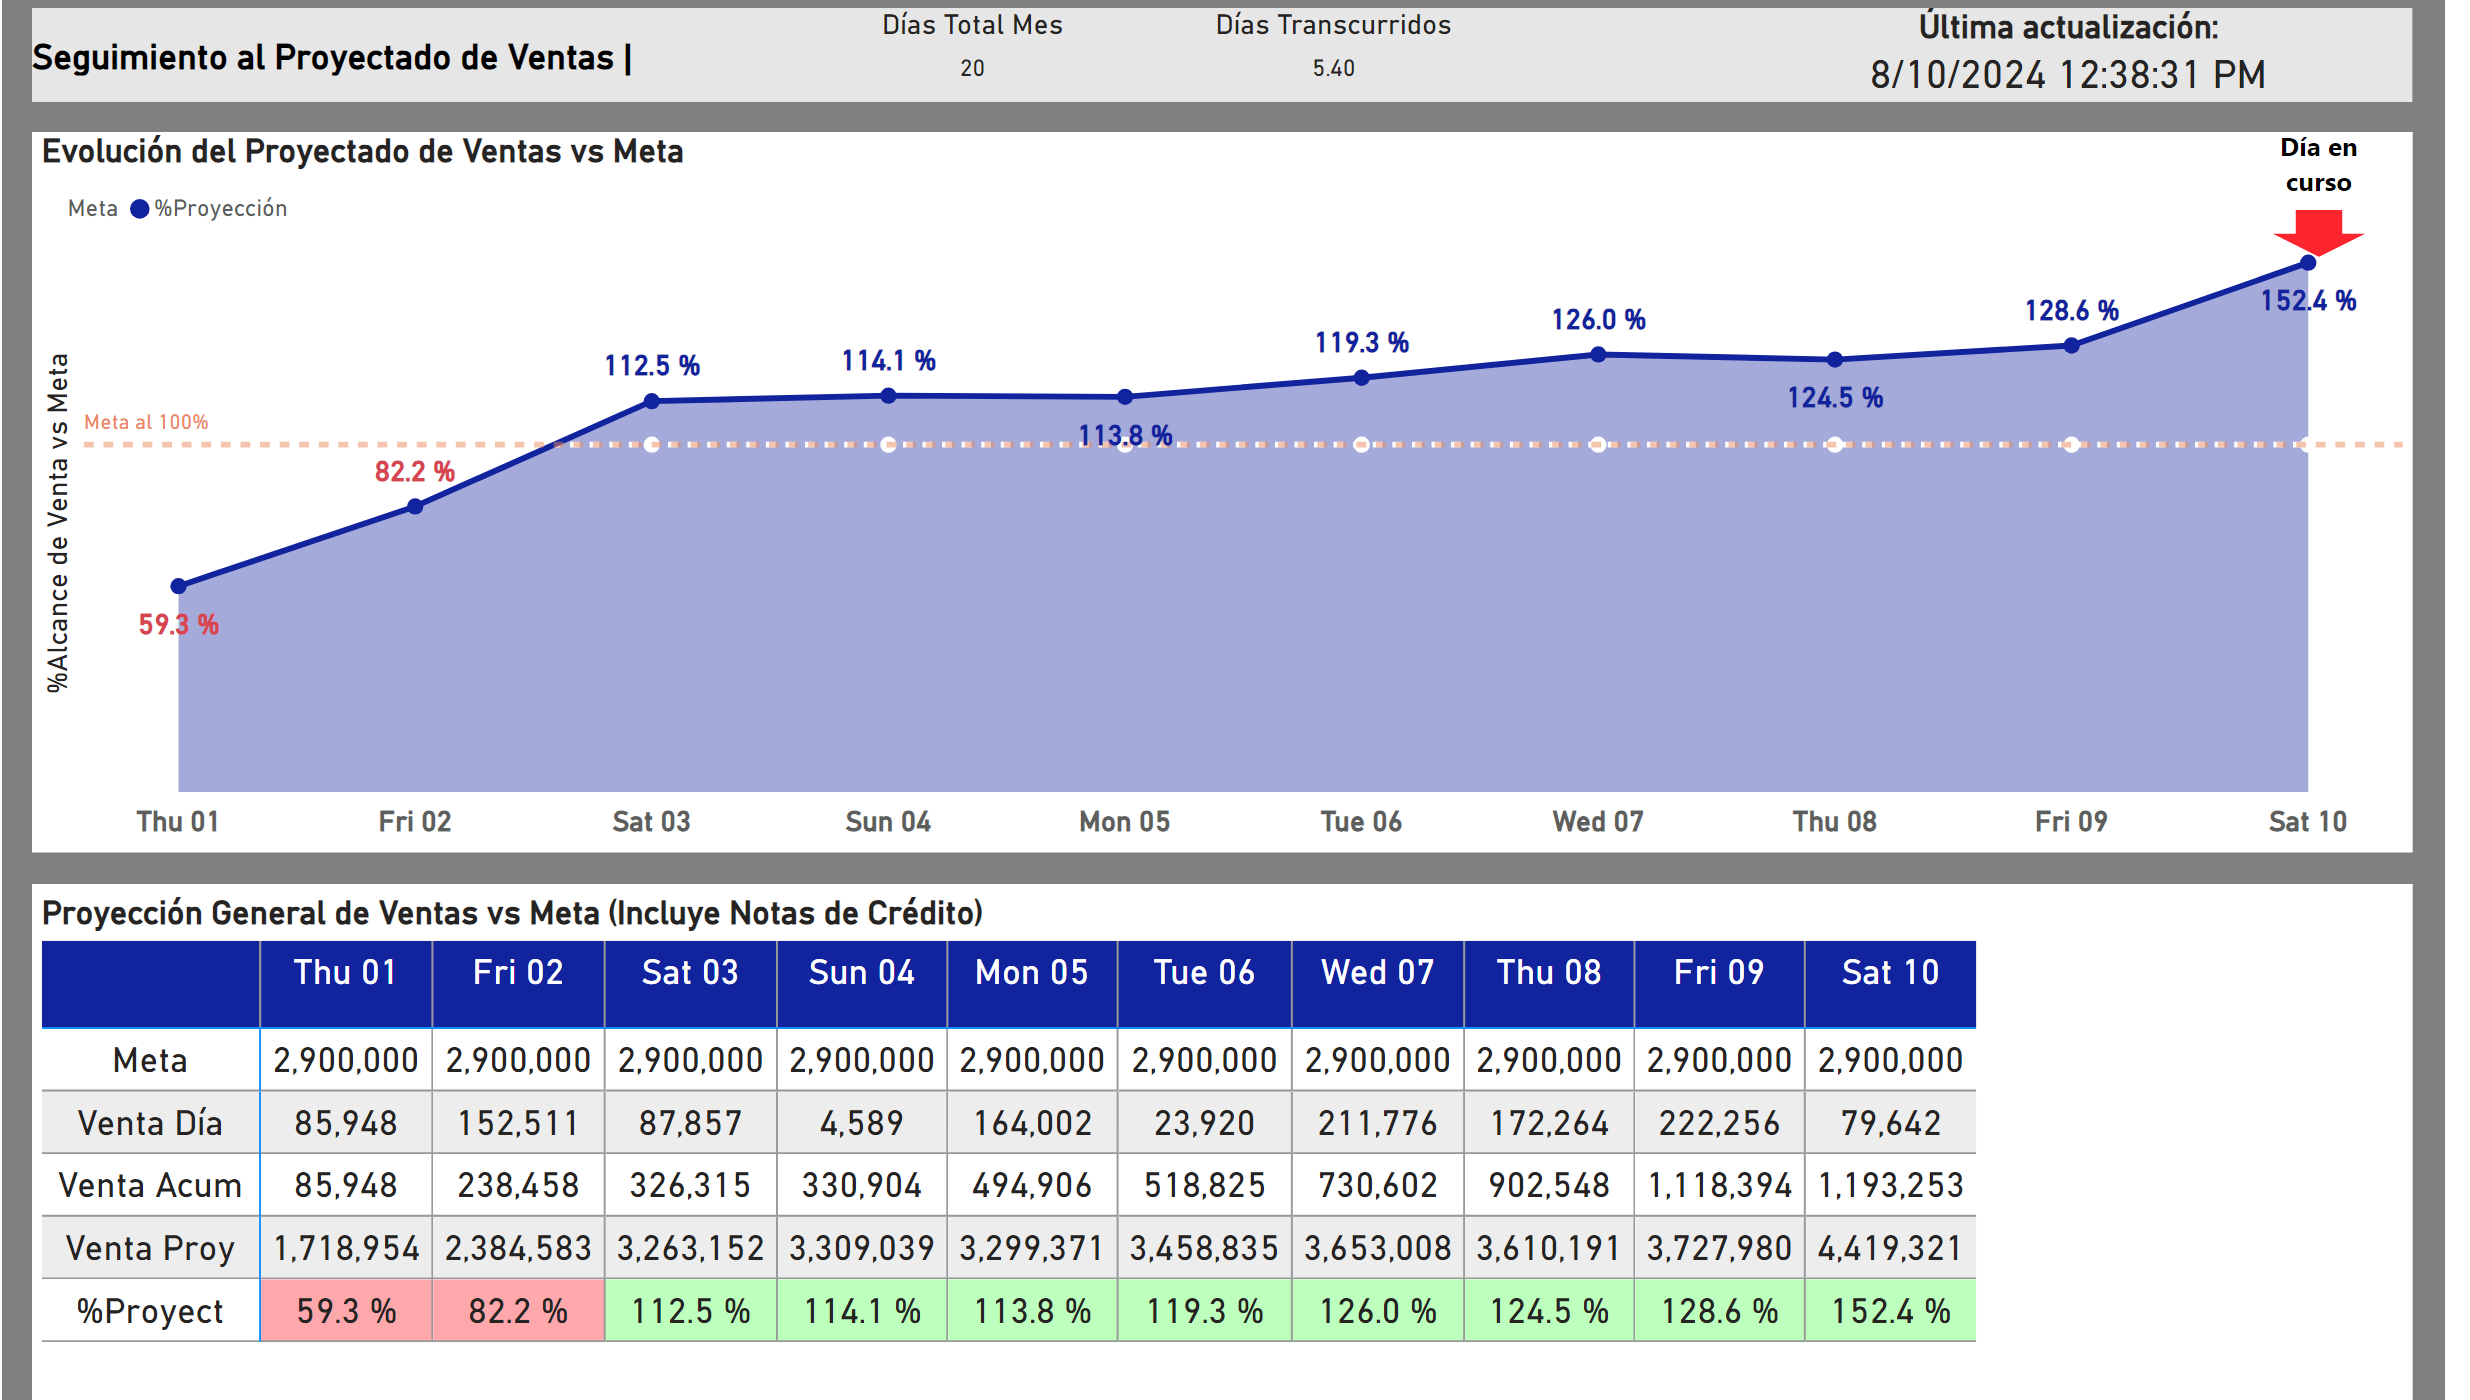 Seguimiento al Proyectado de Ventas |
Días Total Mes
20
Días Transcurridos
5.40
Última actualización:
8/10/2024 12:38:31 PM
Evolución del Proyectado de Ventas vs Meta
Día en
curso
Meta %Proyección
%Alcance de Venta vs Meta
Meta al 100%
59.3 %
82.2 %
112.5 %
114.1 %
113.8 %
119.3 %
126.0 %
124.5 %
128.6 %
152.4 %
Thu 01 Fri 02 Sat 03 Sun 04 Mon 05 Tue 06 Wed 07 Thu 08 Fri 09 Sat 10
Proyección General de Ventas vs Meta (Incluye Notas de Crédito)
Thu 01 Fri 02 Sat 03 Sun 04 Mon 05 Tue 06 Wed 07 Thu 08 Fri 09 Sat 10
Meta 2,900,000 2,900,000 2,900,000 2,900,000 2,900,000 2,900,000 2,900,000 2,900,000 2,900,000 2,900,000
Venta Día 85,948 152,511 87,857 4,589 164,002 23,920 211,776 172,264 222,256 79,642
Venta Acum 85,948 238,458 326,315 330,904 494,906 518,825 730,602 902,548 1,118,394 1,193,253
Venta Proy 1,718,954 2,384,583 3,263,152 3,309,039 3,299,371 3,458,835 3,653,008 3,610,191 3,727,980 4,419,321
%Proyect 59.3 % 82.2 % 112.5 % 114.1 % 113.8 % 119.3 % 126.0 % 124.5 % 128.6 % 152.4 %